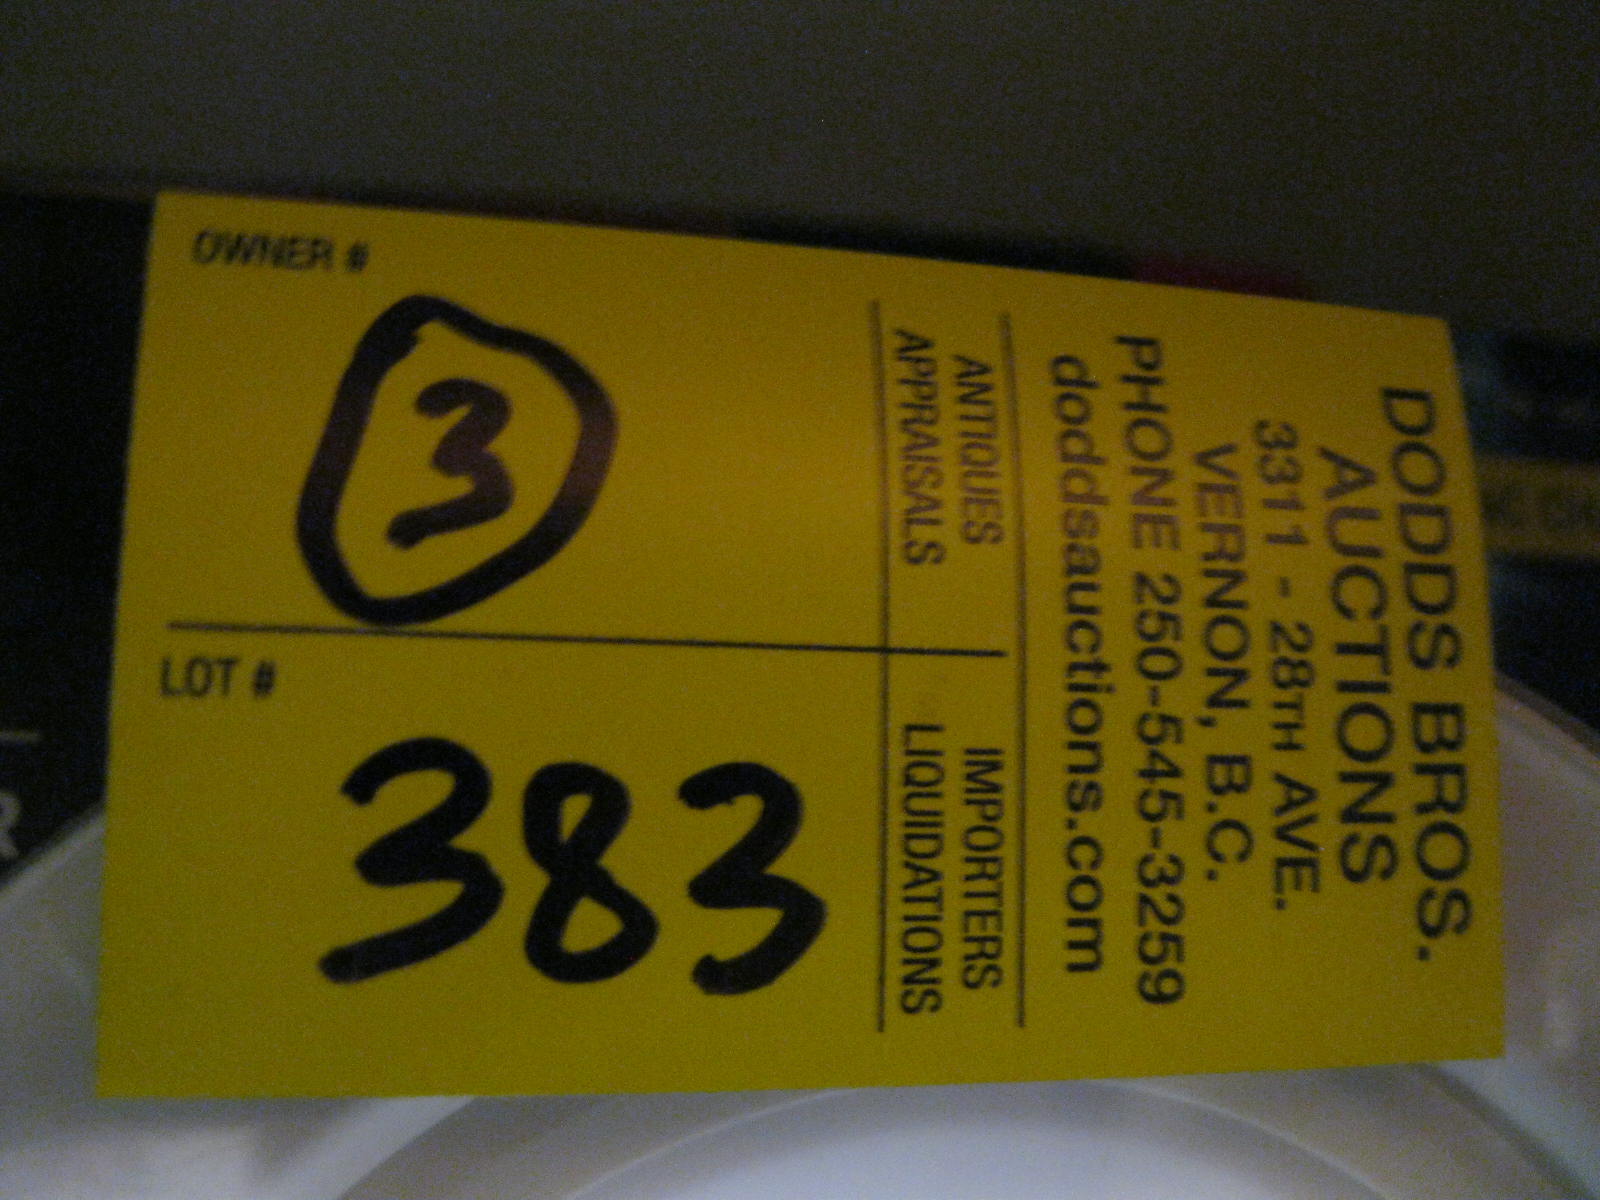 DODDS BROS.
AUCTIONS
3311 - 28TH AVE.
VERNON, B.C.
PHONE 250-545-3259
doddsauctions.com
ANTIQUES
APPRAISALS
IMPORTERS
LIQUIDATIONS
OWNER #
3
LOT #
383
R